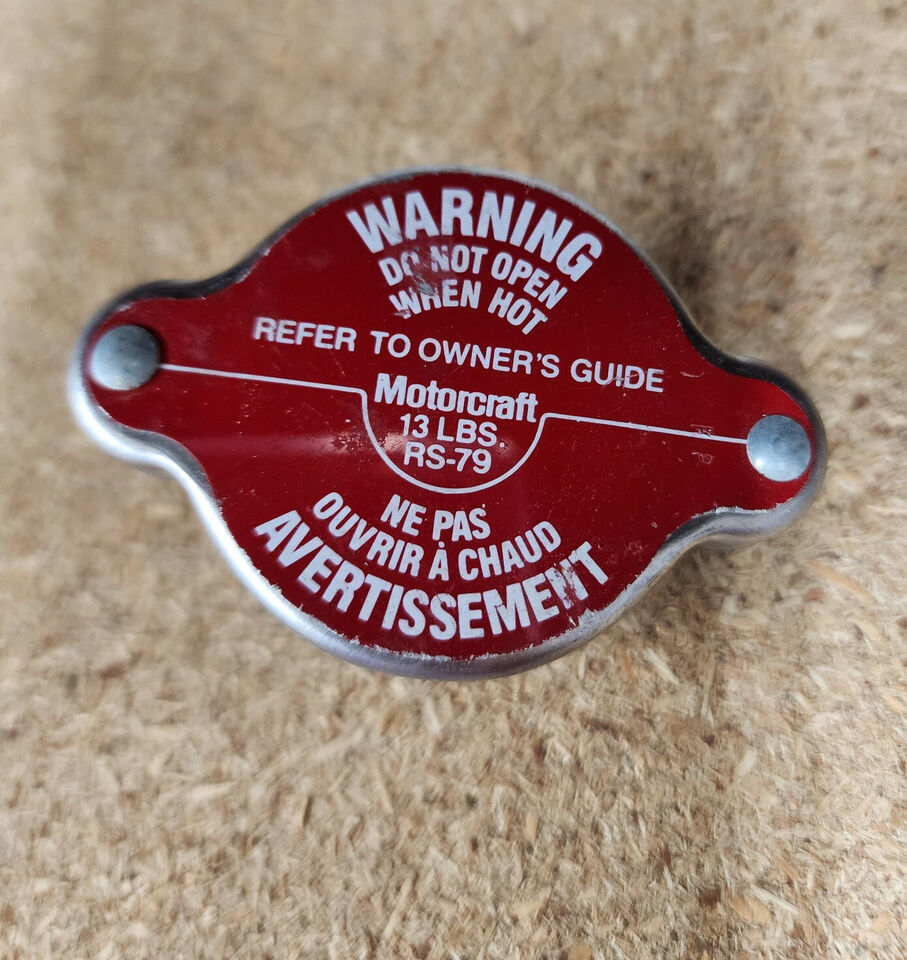 WARNING
DO NOT OPEN
WHEN HOT
REFER TO OWNER'S GUIDE
Motorcraft
13 LBS.
RS-79
NE PAS
OUVRIR À CHAUD
AVERTISSEMENT